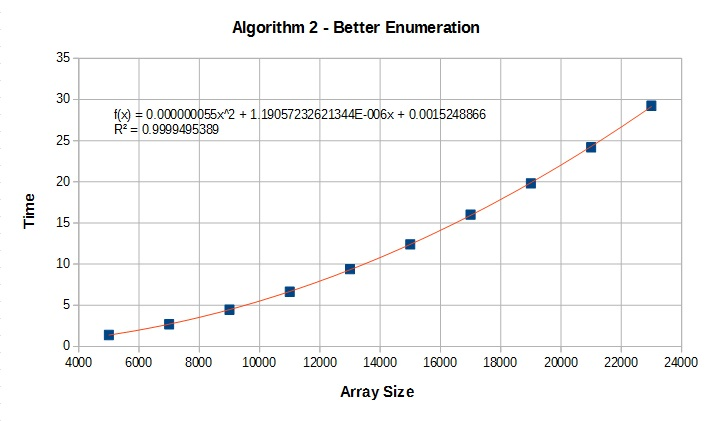 Algorithm 2 - Better Enumeration
35
30
f(x) = 0.000000055x^2 + 1.19057232621344E-006x + 0.0015248866
R² = 0.9999495389
25
20
Time
15
10
5
0
4000 6000 8000 10000 12000 14000 16000 18000 20000 22000 24000
Array Size